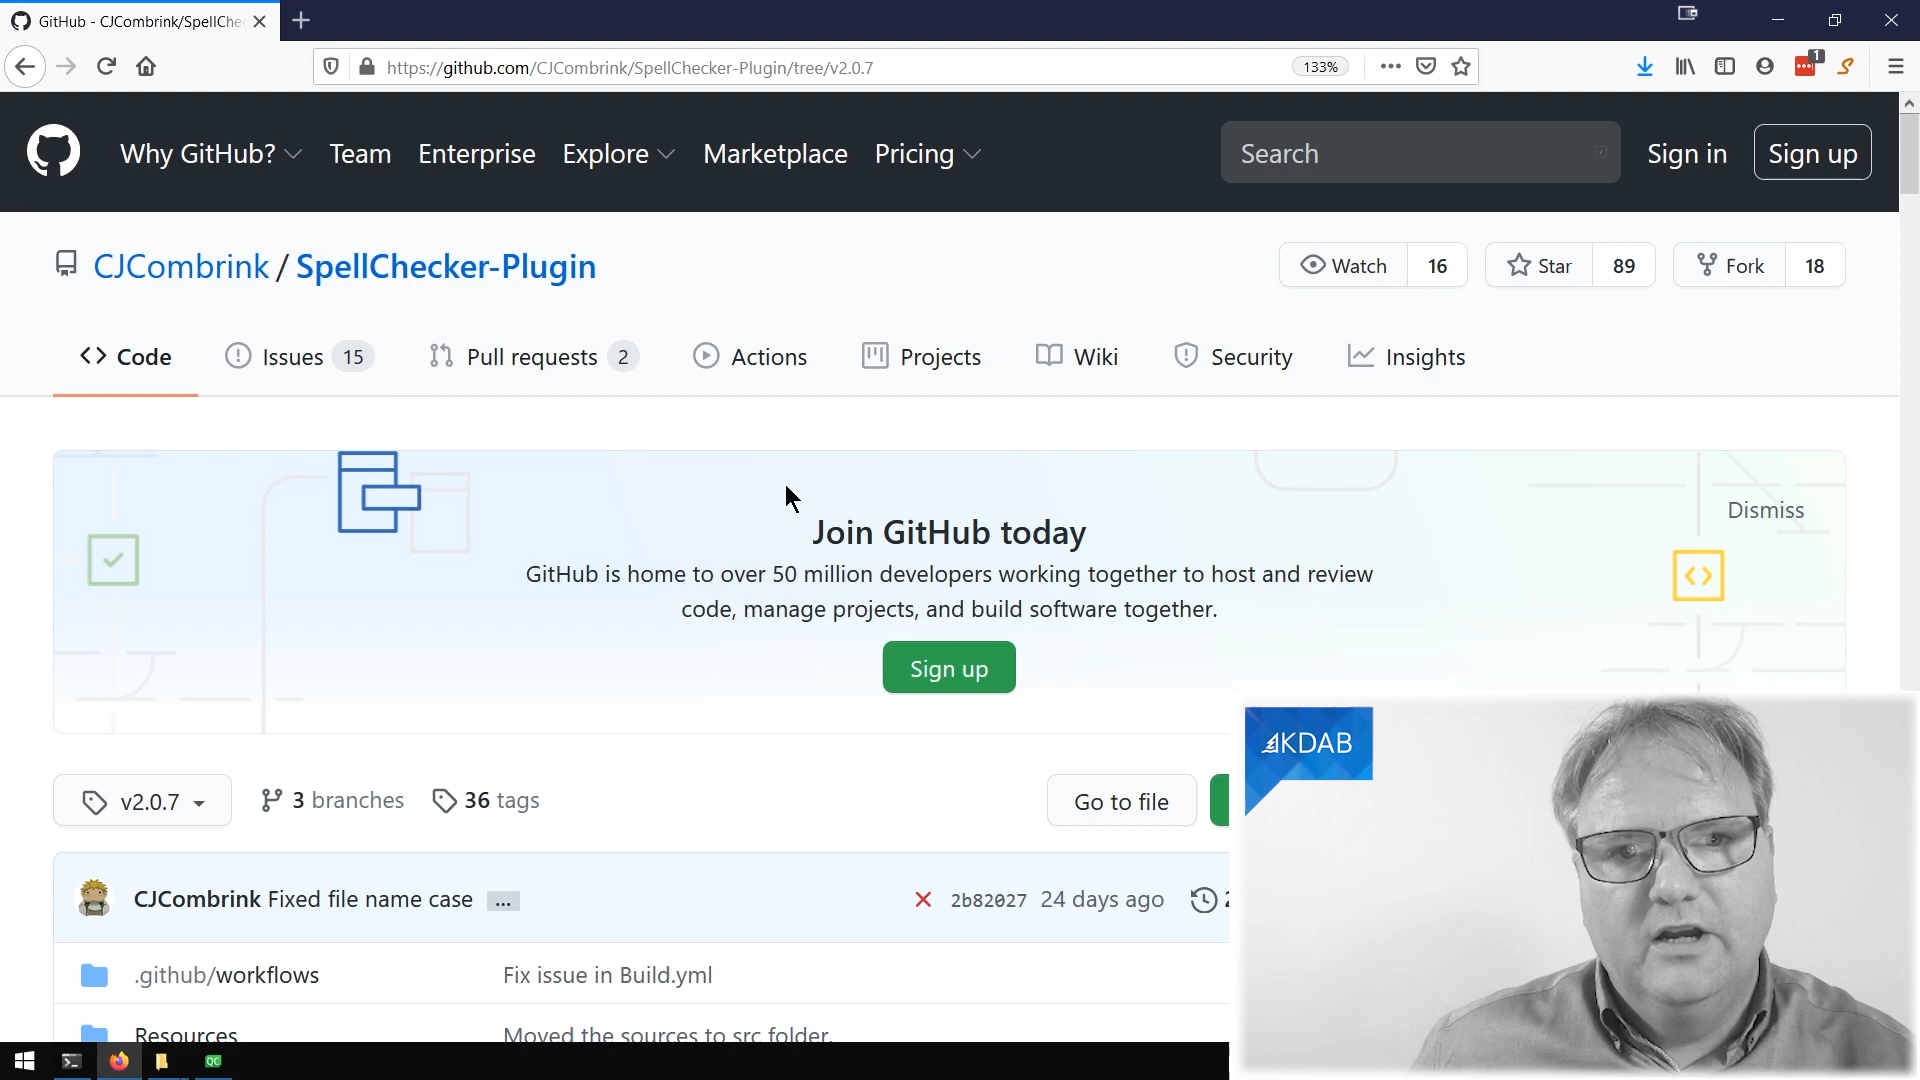 GitHub - CJCombrink/SpellChe
https://github.com/CJCombrink/SpellChecker-Plugin/tree/v2.0.7
133%
1
Why GitHub?
Team
Enterprise
Explore
Marketplace
Pricing
Search
Sign in
Sign up
CJCombrink / SpellChecker-Plugin
Watch 16
Star 89
Fork 18
Code
Issues 15
Pull requests 2
Actions
Projects
Wiki
Security
Insights
Dismiss
Join GitHub today
GitHub is home to over 50 million developers working together to host and review
code, manage projects, and build software together.
Sign up
KDAB
v2.0.7
3 branches
36 tags
Go to file
CJCombrink Fixed file name case ...
2b82027 24 days ago
.github/workflows
Fix issue in Build.yml
Resources
Moved the sources to src folder.
QC